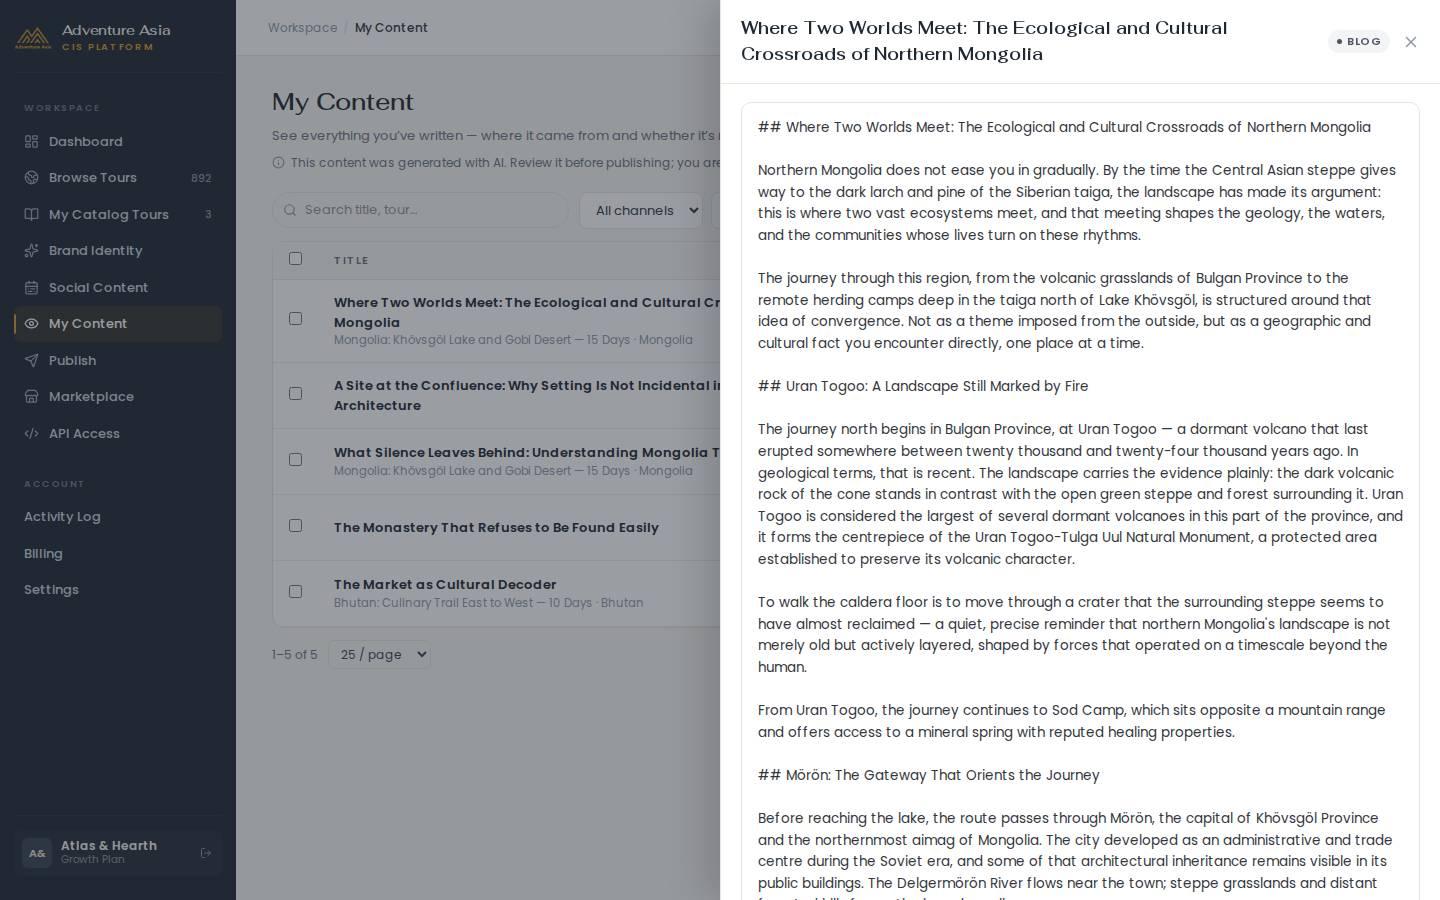 Adventure Asia
Adventure Asia
CIS PLATFORM
WORKSPACE
Dashboard
Browse Tours 892
My Catalog Tours 3
Brand Identity
Social Content
My Content
Publish
Marketplace
API Access
ACCOUNT
Activity Log
Billing
Settings
A&
Atlas & Hearth
Growth Plan
Workspace / My Content
My Content
See everything you've written — where it came from and whether it's
This content was generated with AI. Review it before publishing; you are
Search title, tour...
All channels
TITLE
Where Two Worlds Meet: The Ecological and Cultural
Mongolia
Mongolia: Khövsgöl Lake and Gobi Desert — 15 Days · Mongolia
A Site at the Confluence: Why Setting Is Not Incidental
Architecture
What Silence Leaves Behind: Understanding Mongolia
Mongolia: Khövsgöl Lake and Gobi Desert — 15 Days · Mongolia
The Monastery That Refuses to Be Found Easily
The Market as Cultural Decoder
Bhutan: Culinary Trail East to West — 10 Days · Bhutan
1–5 of 5
25 / page
Where Two Worlds Meet: The Ecological and Cultural
Crossroads of Northern Mongolia
BLOG
## Where Two Worlds Meet: The Ecological and Cultural Crossroads of Northern Mongolia
Northern Mongolia does not ease you in gradually. By the time the Central Asian steppe gives
way to the dark larch and pine of the Siberian taiga, the landscape has made its argument:
this is where two vast ecosystems meet, and that meeting shapes the geology, the waters,
and the communities whose lives turn on these rhythms.
The journey through this region, from the volcanic grasslands of Bulgan Province to the
remote herding camps deep in the taiga north of Lake Khövsgöl, is structured around that
idea of convergence. Not as a theme imposed from the outside, but as a geographic and
cultural fact you encounter directly, one place at a time.
## Uran Togoo: A Landscape Still Marked by Fire
The journey north begins in Bulgan Province, at Uran Togoo — a dormant volcano that last
erupted somewhere between twenty thousand and twenty-four thousand years ago. In
geological terms, that is recent. The landscape carries the evidence plainly: the dark volcanic
rock of the cone stands in contrast with the open green steppe and forest surrounding it. Uran
Togoo is considered the largest of several dormant volcanoes in this part of the province, and
it forms the centrepiece of the Uran Togoo-Tulga Uul Natural Monument, a protected area
established to preserve its volcanic character.
To walk the caldera floor is to move through a crater that the surrounding steppe seems to
have almost reclaimed — a quiet, precise reminder that northern Mongolia's landscape is not
merely old but actively layered, shaped by forces that operated on a timescale beyond the
human.
From Uran Togoo, the journey continues to Sod Camp, which sits opposite a mountain range
and offers access to a mineral spring with reputed healing properties.
## Mörön: The Gateway That Orients the Journey
Before reaching the lake, the route passes through Mörön, the capital of Khövsgöl Province
and the northernmost aimag of Mongolia. The city developed as an administrative and trade
centre during the Soviet era, and some of that architectural inheritance remains visible in its
public buildings. The Delgermörön River flows near the town; steppe grasslands and distant